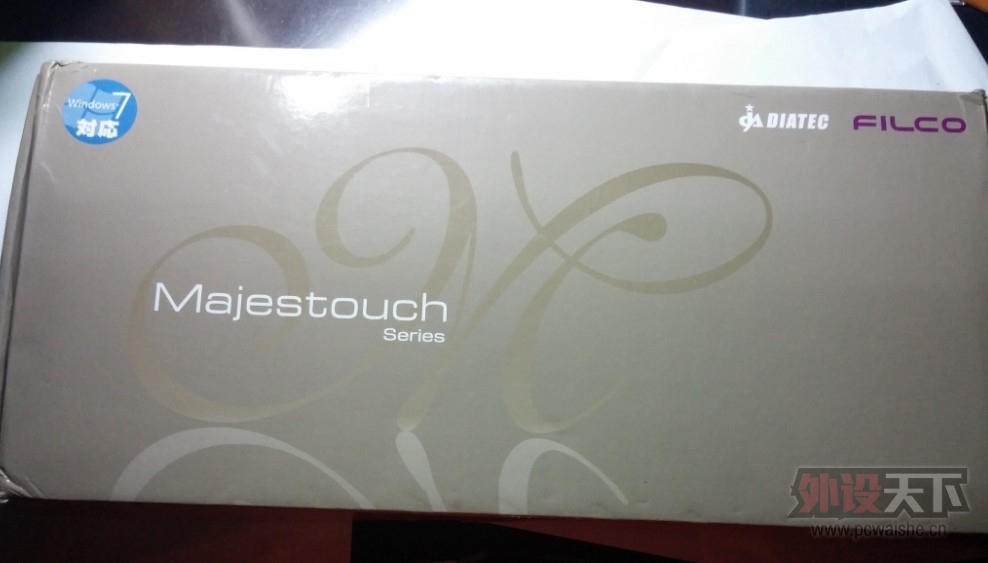 Windows 7
対応
DIATEC
FILCO
Majestouch
Series
外设天下
www.pcwaishe.cn